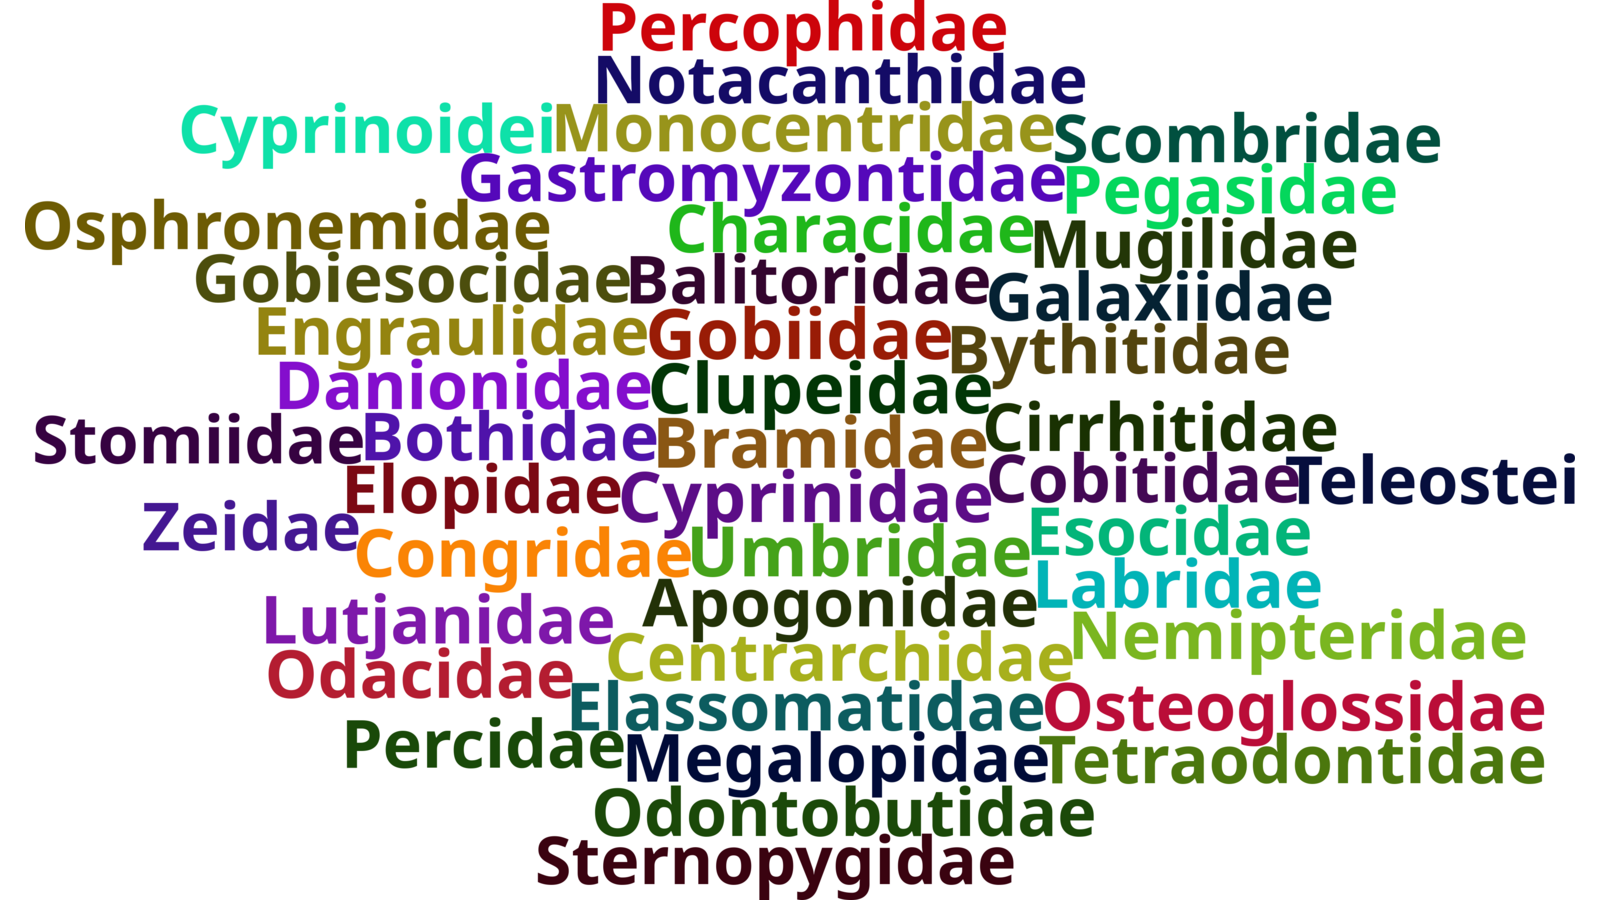 Percophidae
Notacanthidae
Cyprinoidei Monocentridae Scombridae
Gastromyzontidae Pegasidae
Osphronemidae Characidae Mugilidae
Gobiesocidae Balitoridae Galaxiidae
Engraulidae Gobiidae Bythitidae
Danionidae Clupeidae
Stomiidae Bothidae Bramidae Cirrhitidae
Elopidae Cyprinidae Cobitidae Teleostei
Zeidae Congridae Umbridae Esocidae
Lutjanidae Apogonidae Labridae
Odacidae Centrarchidae Nemipteridae
Elassomatidae Osteoglossidae
Percidae Megalopidae Tetraodontidae
Odontobutidae
Sternopygidae